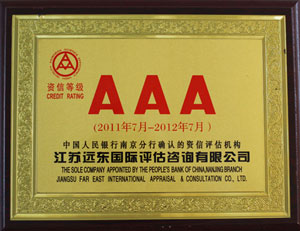 资信等级
CREDIT RATING
AAA
(2011年7月-2012年7月)
中国人民银行南京分行确认的资信评估机构
江苏远东国际评估咨询有限公司
THE SOLE COMPANY APPOINTED BY THE PEOPLE'S BANK OF CHINA,NANJING BRANCH
JIANGSU FAR EAST INTERNATIONAL APPRAISAL & CONSULTATION CO., LTD.